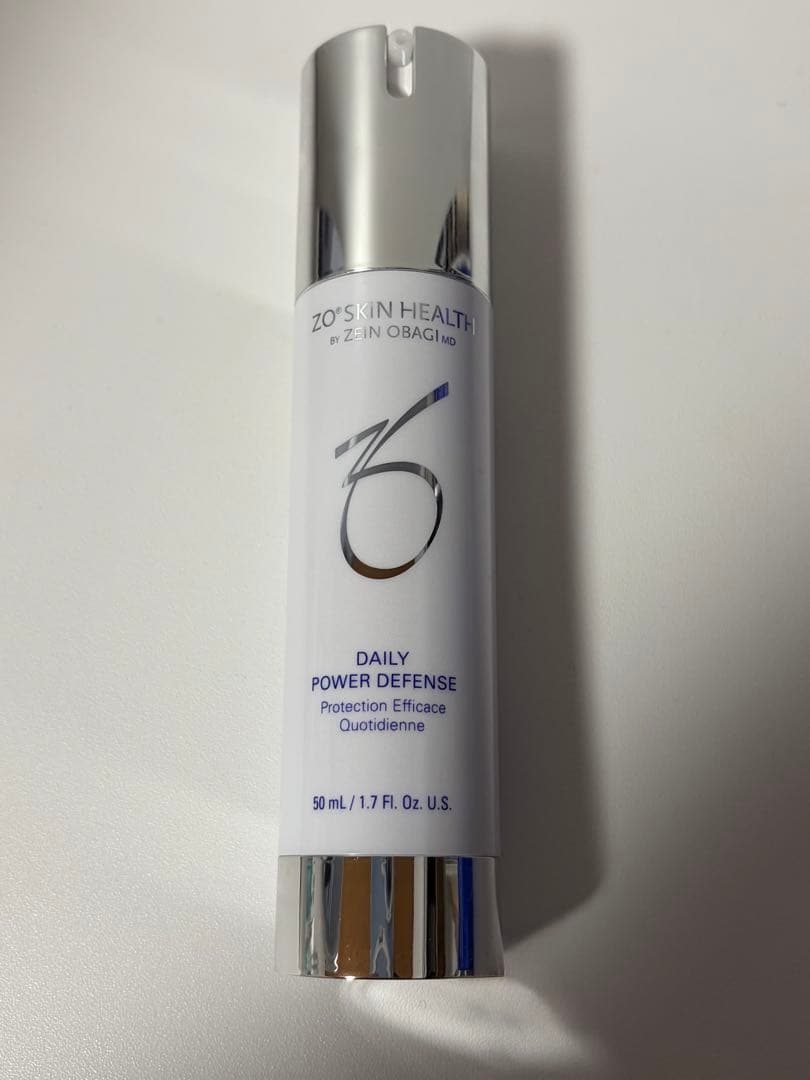 ZO® SKIN HEALTH
BY ZEIN OBAGI MD
ZO
DAILY
POWER DEFENSE
Protection Efficace
Quotidienne
50 mL / 1.7 Fl. Oz. U.S.